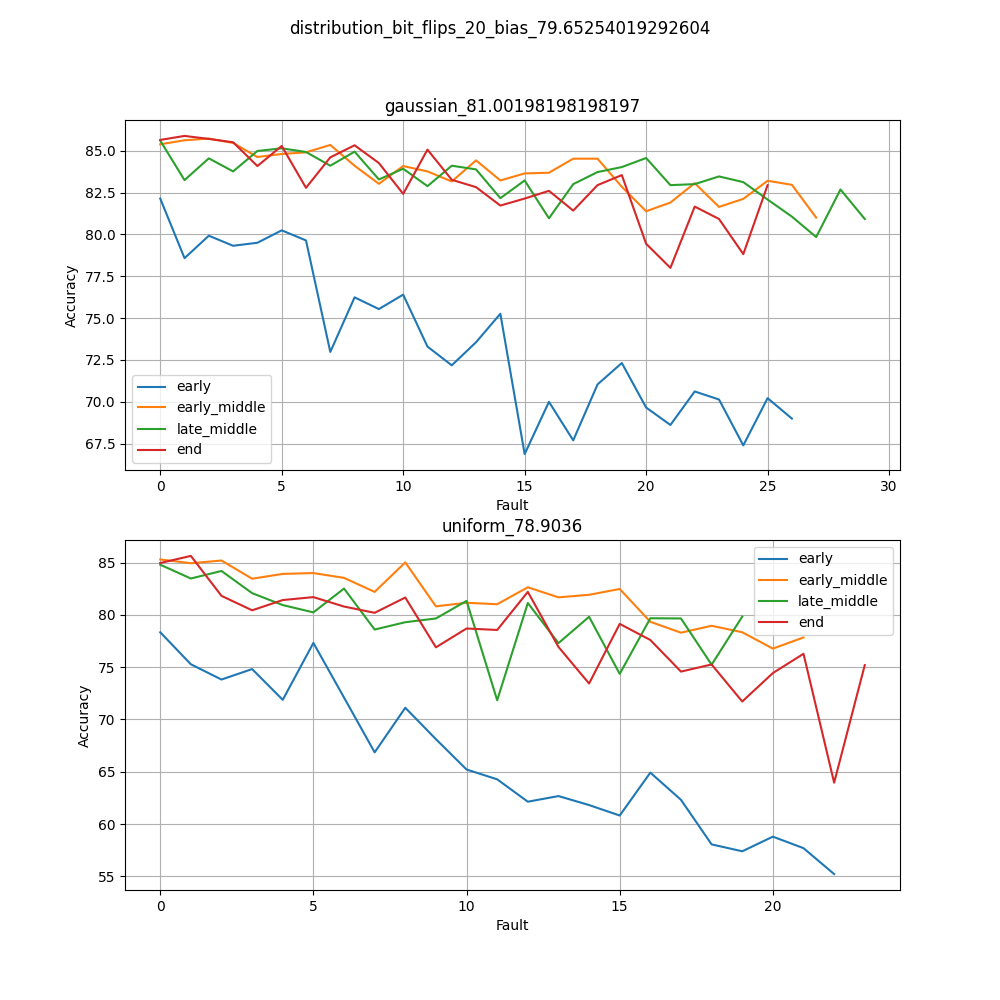 distribution_bit_flips_20_bias_79.65254019292604
gaussian_81.00198198198197
85.0
82.5
80.0
77.5
75.0
72.5
70.0
67.5
Accuracy
early
early_middle
late_middle
end
0 5 10 15 20 25 30
Fault
uniform_78.9036
85
80
75
70
65
60
55
Accuracy
early
early_middle
late_middle
end
0 5 10 15 20
Fault